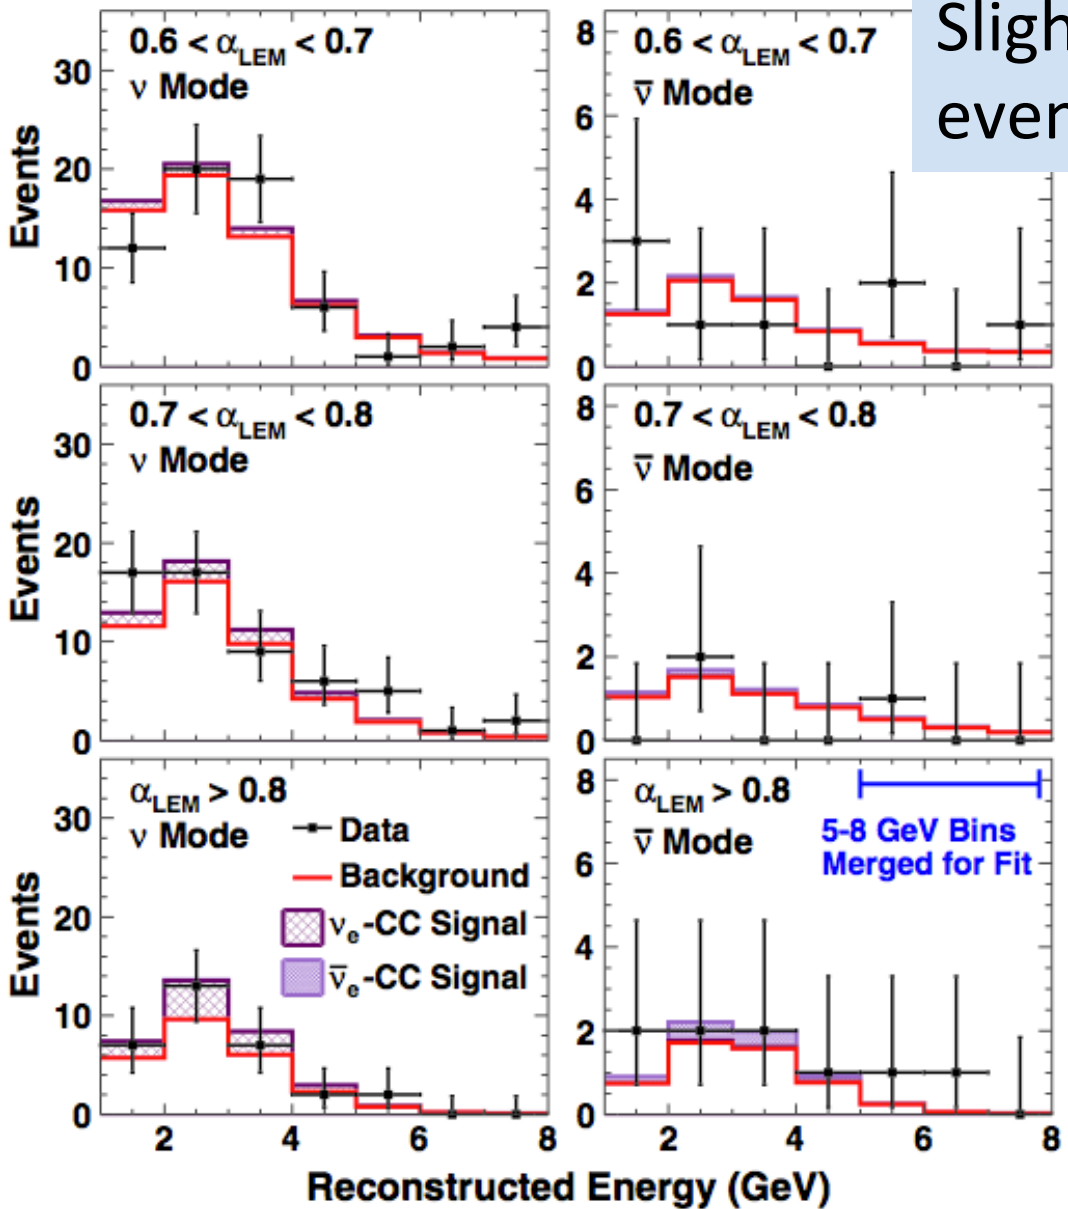 0.6 < α_LEM < 0.7
ν Mode
30
20
10
0
Events
0.6 < α_LEM < 0.7
ν̅ Mode
8
6
4
2
0
0.7 < α_LEM < 0.8
ν Mode
30
20
10
0
Events
0.7 < α_LEM < 0.8
ν̅ Mode
8
6
4
2
0
α_LEM > 0.8
ν Mode
Data
Background
ν_e-CC Signal
ν̅_e-CC Signal
30
20
10
0
Events
2 4 6 8
α_LEM > 0.8
ν̅ Mode
5-8 GeV Bins
Merged for Fit
8
6
4
2
0
2 4 6 8
Reconstructed Energy (GeV)